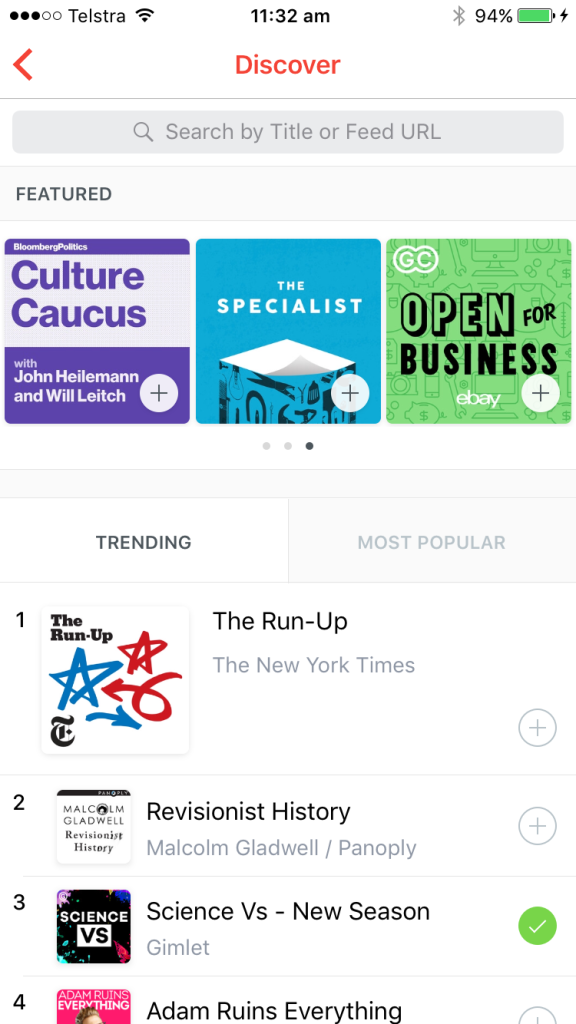 Telstra 11:32 am 94%
Discover
Search by Title or Feed URL
FEATURED
BloombergPolitics
Culture
Caucus
with
John Heilemann
and Will Leitch
THE
SPECIALIST
GC
OPEN FOR
BUSINESS
ebay
TRENDING
MOST POPULAR
1
The
Run-Up
T
The Run-Up
The New York Times
2
PANOPLY
MALCOLM
GLADWELL
Revisionist
History
Revisionist History
Malcolm Gladwell / Panoply
3
SCIENCE
VS
Science Vs - New Season
Gimlet
4
ADAM RUINS
EVERYTHING
Adam Ruins Everything